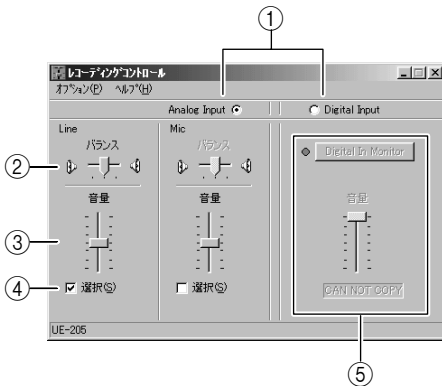 ①
レコーディングコントロール
オプション(P) ヘルプ(H)
Analog Input Digital Input
Line Mic
バランス バランス
Digital In Monitor
②
音量 音量 音量
③
④
選択(S) 選択(S)
CAN NOT COPY
UE-205
⑤